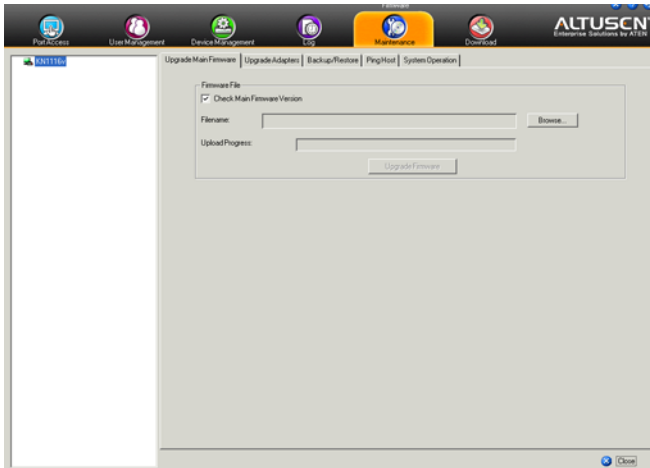 Firmware
Port Access
User Management
Device Management
Log
Maintenance
Download
ALTUSCN
Enterprise Solutions by ATEN
KN1116v
Upgrade Main Firmware
Upgrade Adapters
Backup/Restore
Ping Host
System Operation
Firmware File
Check Main Firmware Version
Filename:
Browse...
Upload Progress:
Upgrade Firmware
Close